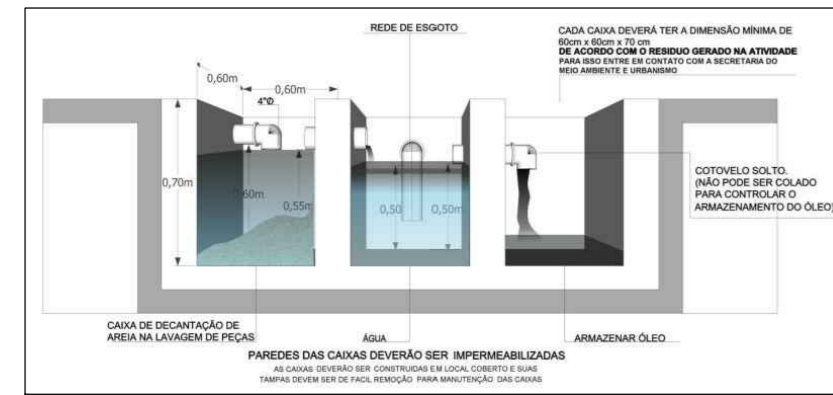 REDE DE ESGOTO
CADA CAIXA DEVERÁ TER A DIMENSÃO MÍNIMA DE
60cm x 60cm x 70 cm
DE ACORDO COM O RESIDUO GERADO NA ATIVIDADE
PARA ISSO ENTRE EM CONTATO COM A SECRETARIA DO
MEIO AMBIENTE E URBANISMO
0,60m
0,60m
4"Ø
0,70m
0,60m
0,55m
0,50
0,50m
COTOVELO SOLTO.
(NÃO PODE SER COLADO
PARA CONTROLAR O
ARMAZENAMENTO DO ÓLEO)
CAIXA DE DECANTAÇÃO DE
AREIA NA LAVAGEM DE PEÇAS
ÁGUA
ARMAZENAR ÓLEO
PAREDES DAS CAIXAS DEVERÃO SER IMPERMEABILIZADAS
AS CAIXAS DEVERÃO SER CONSTRUIDAS EM LOCAL COBERTO E SUAS
TAMPAS DEVEM SER DE FACIL REMOÇÃO PARA MANUTENÇÃO DAS CAIXAS